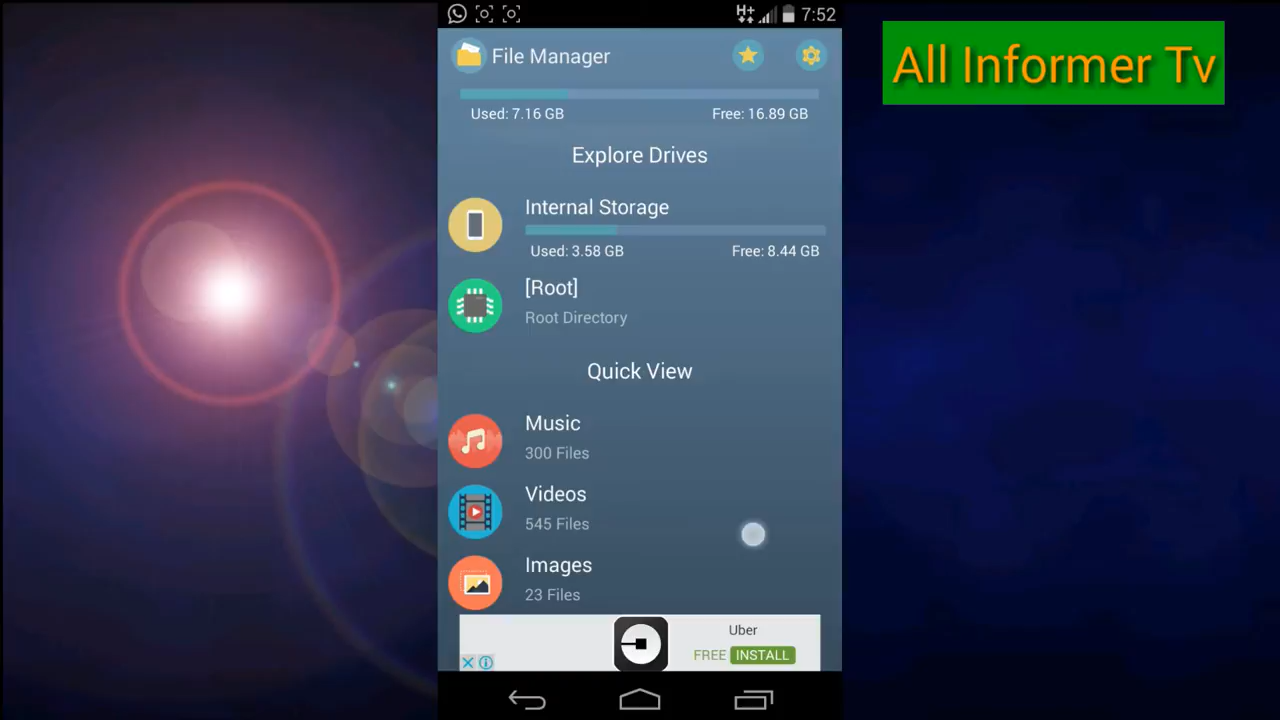 7:52
File Manager
All Informer Tv
Used: 7.16 GB
Free: 16.89 GB
Explore Drives
Internal Storage
Used: 3.58 GB
Free: 8.44 GB
[Root]
Root Directory
Quick View
Music
300 Files
Videos
545 Files
Images
23 Files
Uber
FREE INSTALL